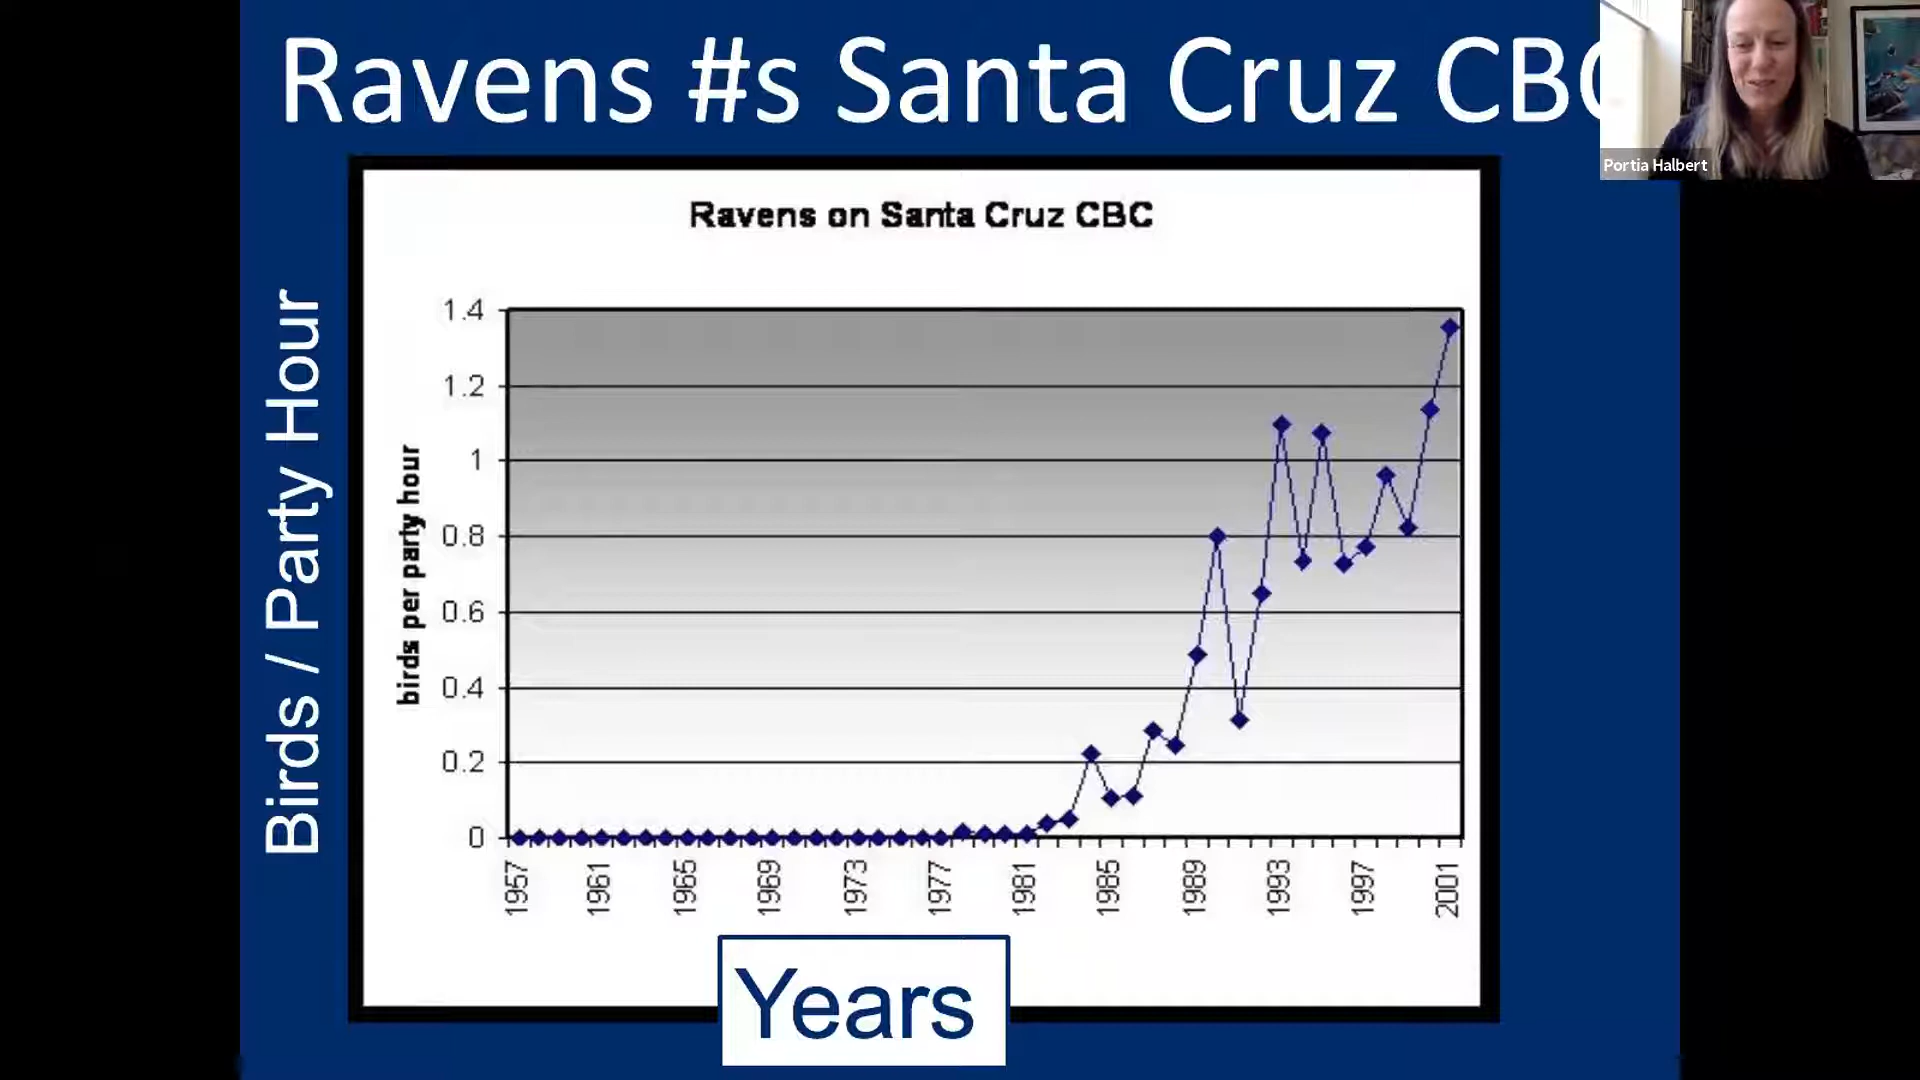 Ravens #s Santa Cruz CBC
Portia Halbert
Ravens on Santa Cruz CBC
Birds / Party Hour
birds per party hour
1.4
1.2
1
0.8
0.6
0.4
0.2
0
1957 1961 1965 1969 1973 1977 1981 1985 1989 1993 1997 2001
Years